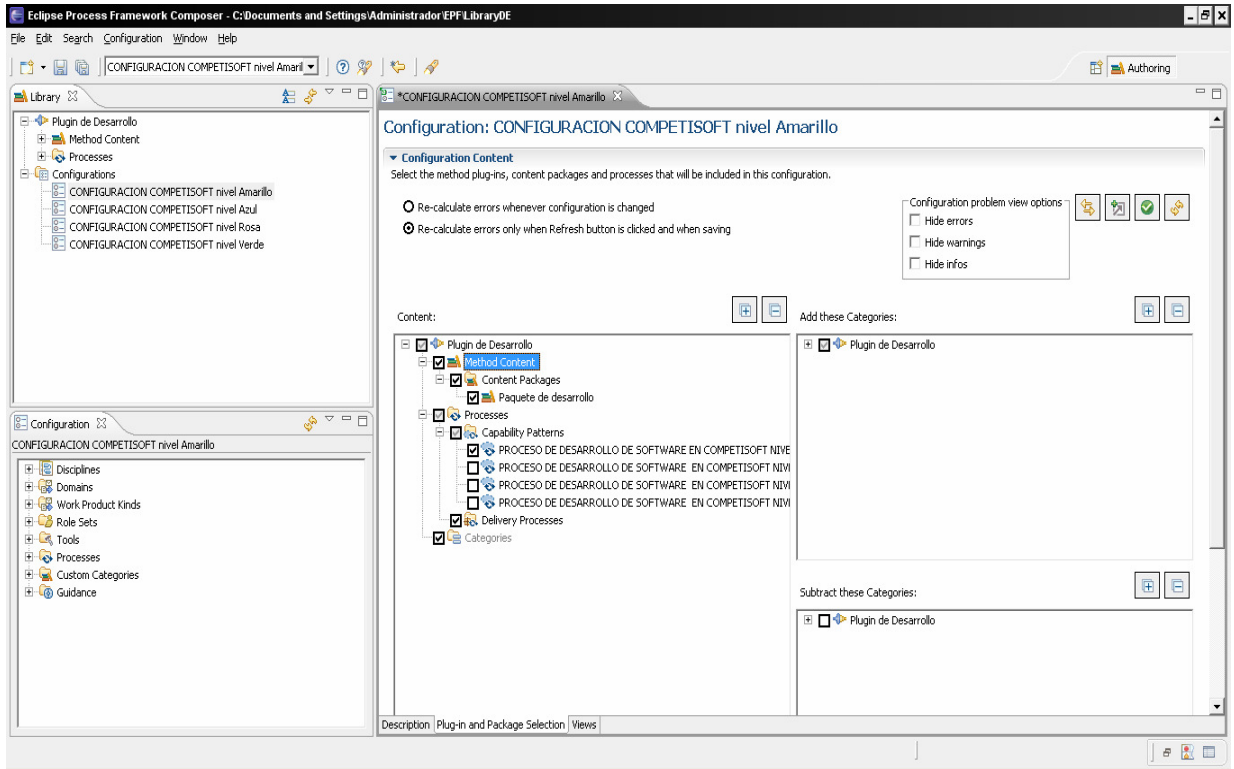 Eclipse Process Framework Composer - C:\Documents and Settings\Administrador\EPF\LibraryDE
File Edit Search Configuration Window Help
CONFIGURACION COMPETISOFT nivel Amaril
Authoring
Library
Plugin de Desarrollo
Method Content
Processes
Configurations
CONFIGURACION COMPETISOFT nivel Amarillo
CONFIGURACION COMPETISOFT nivel Azul
CONFIGURACION COMPETISOFT nivel Rosa
CONFIGURACION COMPETISOFT nivel Verde
Configuration
CONFIGURACION COMPETISOFT nivel Amarillo
Disciplines
Domains
Work Product Kinds
Role Sets
Tools
Processes
Custom Categories
Guidance
*CONFIGURACION COMPETISOFT nivel Amarillo
Configuration: CONFIGURACION COMPETISOFT nivel Amarillo
Configuration Content
Select the method plug-ins, content packages and processes that will be included in this configuration.
Re-calculate errors whenever configuration is changed
Re-calculate errors only when Refresh button is clicked and when saving
Configuration problem view options
Hide errors
Hide warnings
Hide infos
Content:
Plugin de Desarrollo
Method Content
Content Packages
Paquete de desarrollo
Processes
Capability Patterns
PROCESO DE DESARROLLO DE SOFTWARE EN COMPETISOFT NIVE
PROCESO DE DESARROLLO DE SOFTWARE EN COMPETISOFT NIVI
PROCESO DE DESARROLLO DE SOFTWARE EN COMPETISOFT NIVI
PROCESO DE DESARROLLO DE SOFTWARE EN COMPETISOFT NIVI
Delivery Processes
Categories
Add these Categories:
Plugin de Desarrollo
Subtract these Categories:
Plugin de Desarrollo
Description Plug-in and Package Selection Views